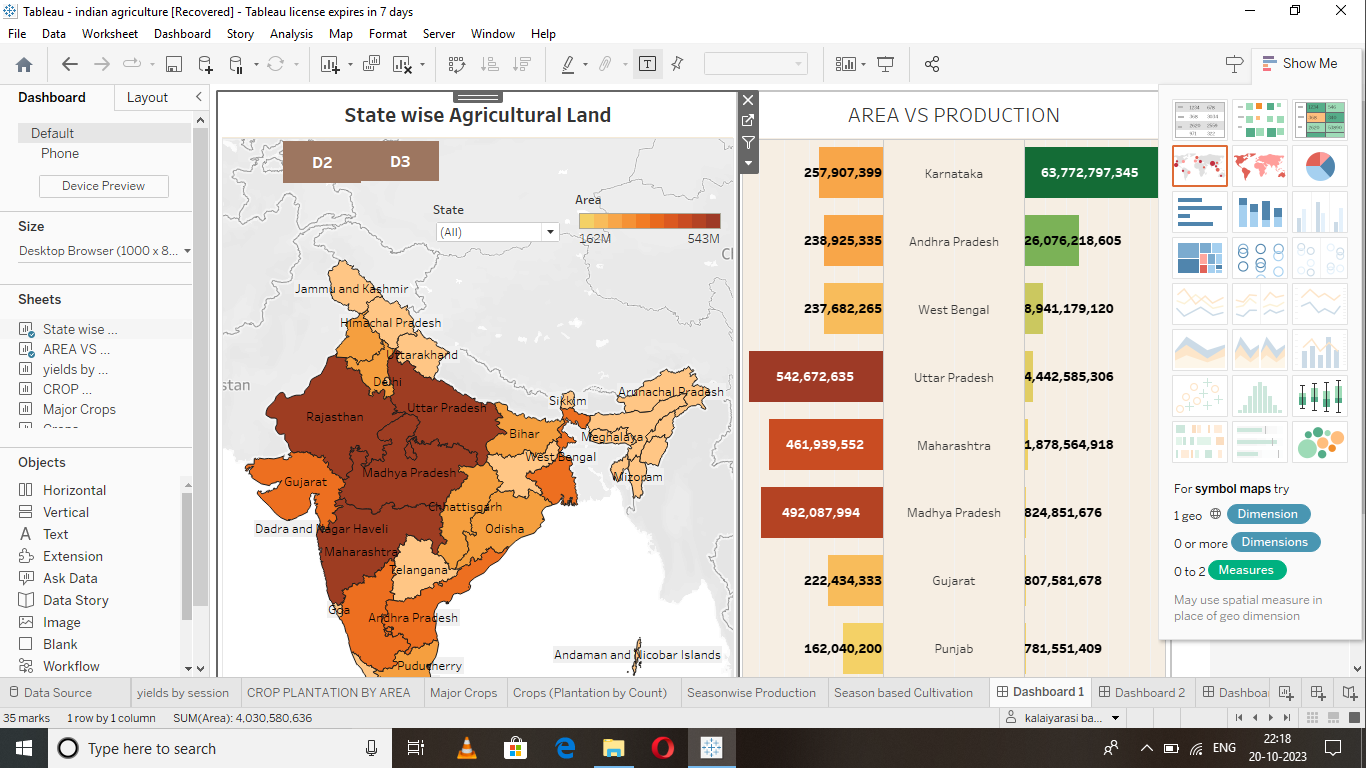 Tableau - indian agriculture [Recovered] - Tableau license expires in 7 days
File Data Worksheet Dashboard Story Analysis Map Format Server Window Help
Show Me
Dashboard Layout
Default
Phone
Device Preview
Size
Desktop Browser (1000 x 8...
Sheets
State wise ...
AREA VS ...
yields by ...
CROP ...
Major Crops
Objects
Horizontal
Vertical
Text
Extension
Ask Data
Data Story
Image
Blank
Workflow
State wise Agricultural Land
D2 D3
State
(All)
Area
162M 543M
Jammu and Kashmir
Himachal Pradesh
Uttarakhand
Delhi
Arunachal Pradesh
Sikkim
Rajasthan
Uttar Pradesh
Bihar
Meghalaya
West Bengal
Madhya Pradesh
Mizoram
Gujarat
Chhattisgarh
Dadra and Nagar Haveli
Odisha
Maharashtra
Telangana
Goa
Andhra Pradesh
Andaman and Nicobar Islands
Puducherry
AREA VS PRODUCTION
257,907,399 Karnataka 63,772,797,345
238,925,335 Andhra Pradesh 26,076,218,605
237,682,265 West Bengal 8,941,179,120
542,672,635 Uttar Pradesh 4,442,585,306
461,939,552 Maharashtra 1,878,564,918
492,087,994 Madhya Pradesh 824,851,676
222,434,333 Gujarat 807,581,678
162,040,200 Punjab 781,551,409
For symbol maps try
1 geo Dimension
0 or more Dimensions
0 to 2 Measures
May use spatial measure in
place of geo dimension
Data Source yields by session CROP PLANTATION BY AREA Major Crops Crops (Plantation by Count) Seasonwise Production Season based Cultivation Dashboard 1 Dashboard 2 Dashboa
35 marks 1 row by 1 column SUM(Area): 4,030,580,636 kalaiyarasi ba...
Type here to search
ENG
22:18
20-10-2023